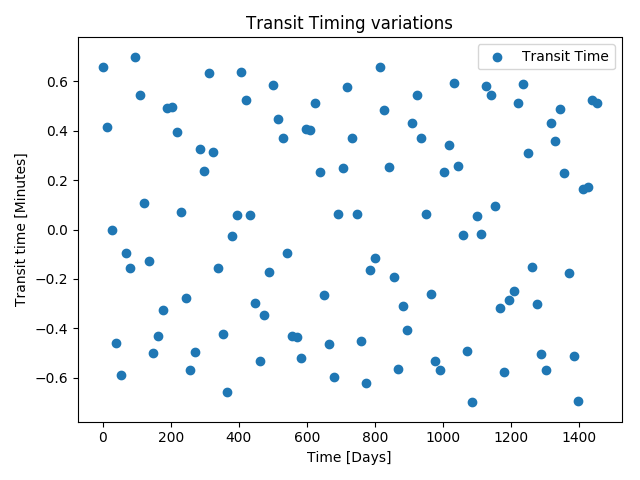 Transit Timing variations
Transit Time
Transit time [Minutes]
0.6
0.4
0.2
0.0
−0.2
−0.4
−0.6
0 200 400 600 800 1000 1200 1400
Time [Days]